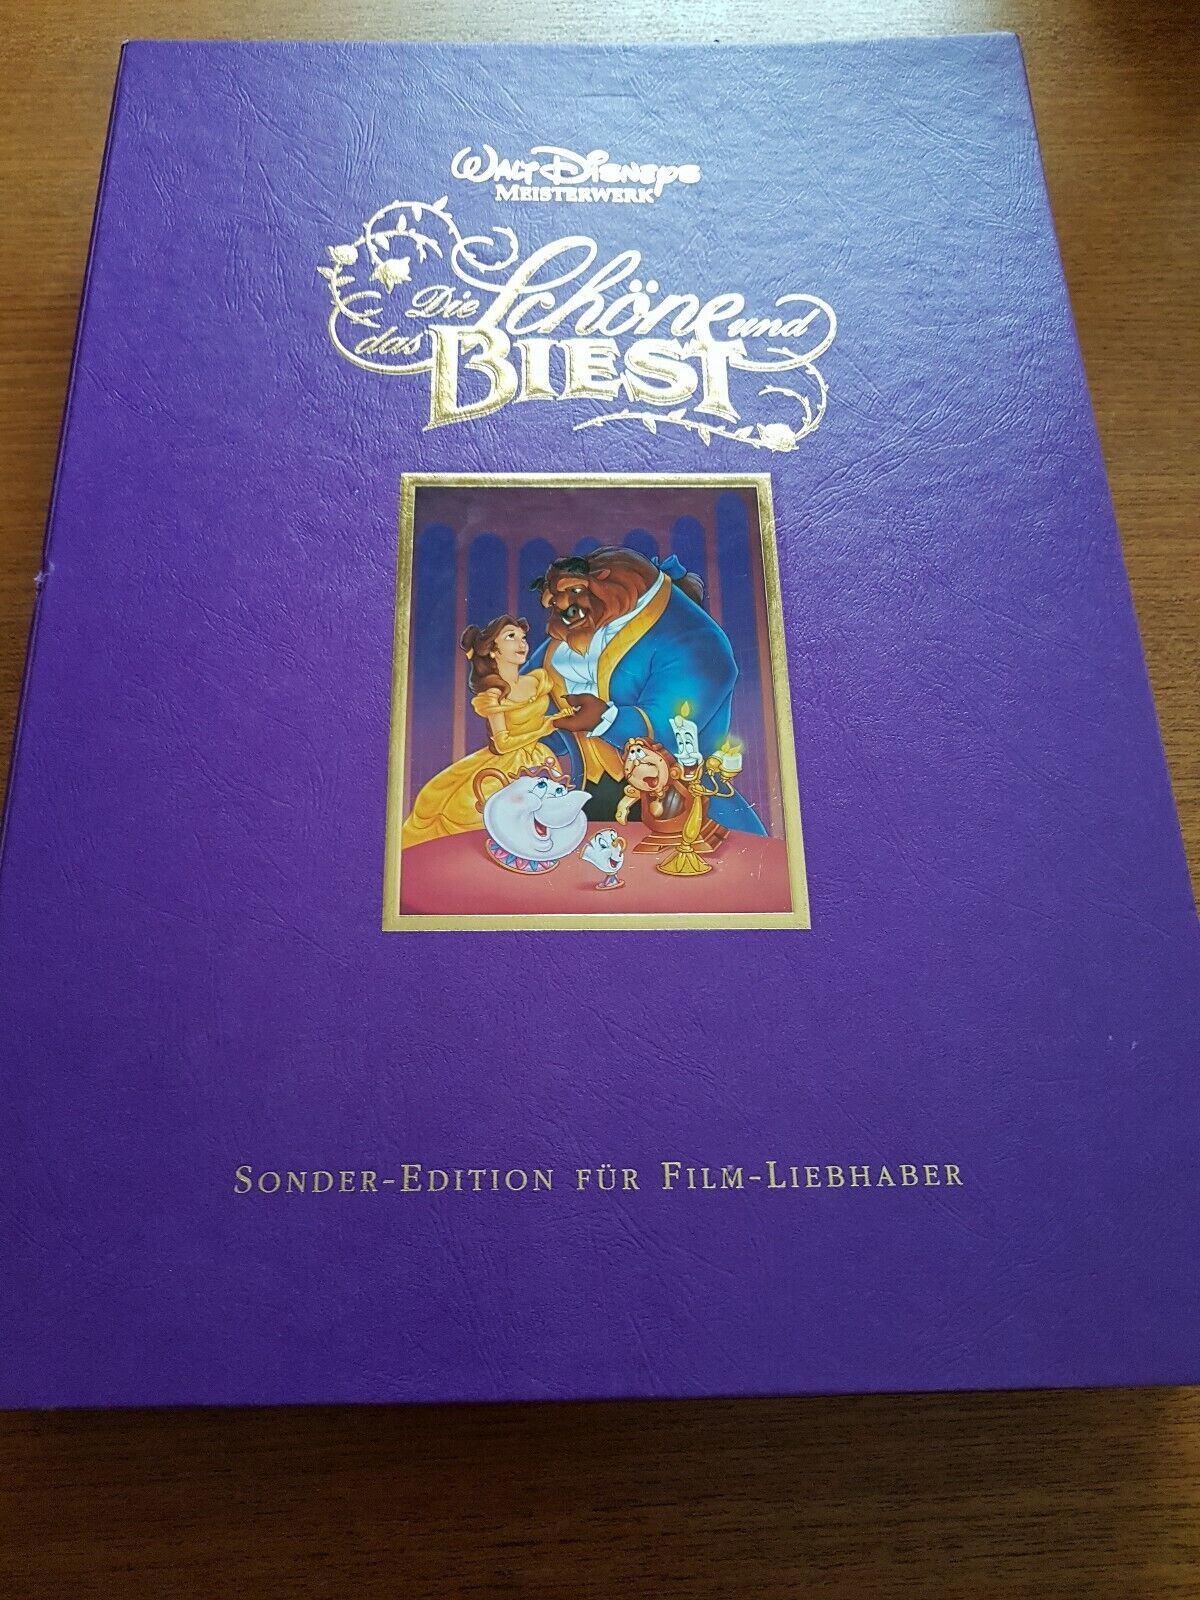 Walt Disneys
MEISTERWERK
Die Schöne und
das BIEST
SONDER-EDITION FÜR FILM-LIEBHABER